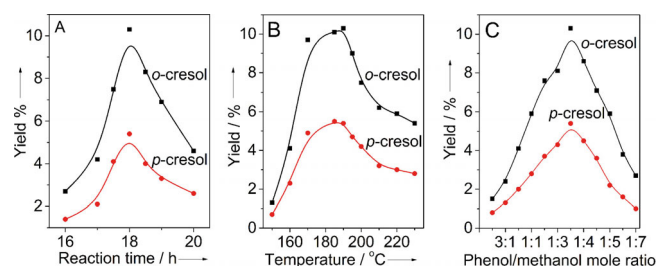 A
B
C
Yield %
10
8
6
4
2
o-cresol
p-cresol
16 17 18 19 20
Reaction time / h
Yield / %
10
8
6
4
2
0
o-cresol
p-cresol
160 180 200 220
Temperature / °C
Yield / %
10
8
6
4
2
0
o-cresol
p-cresol
3:1 1:1 1:3 1:4 1:5 1:7
Phenol/methanol mole ratio